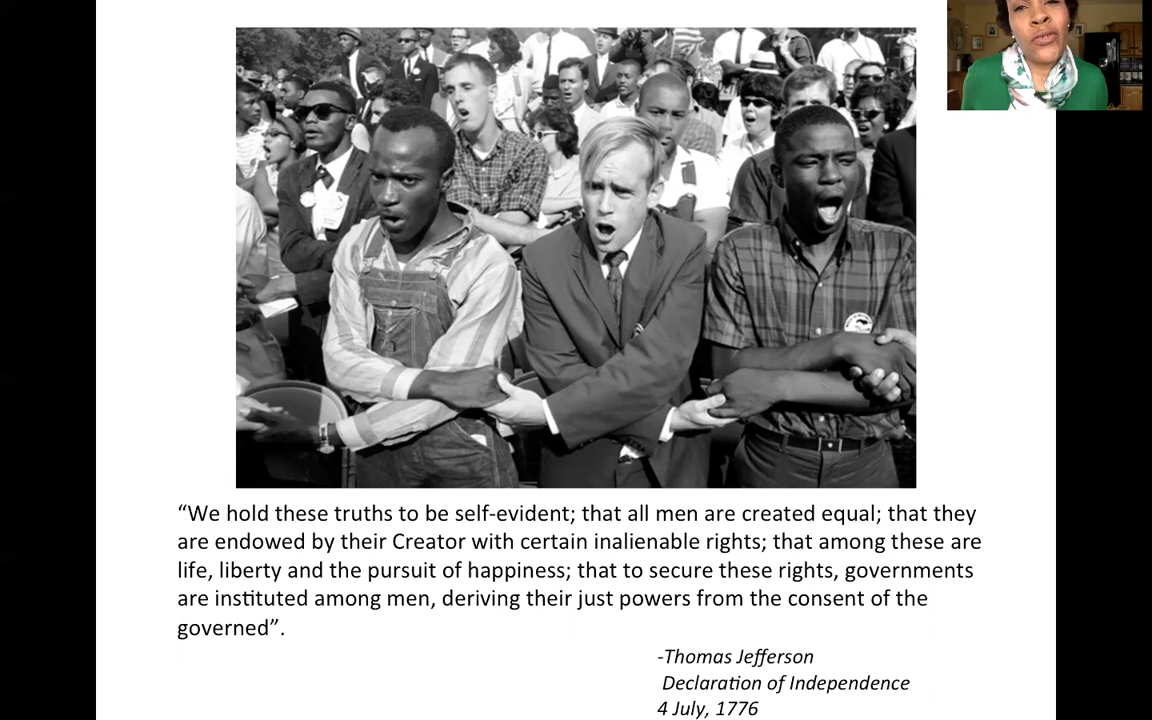 “We hold these truths to be self-evident; that all men are created equal; that they
are endowed by their Creator with certain inalienable rights; that among these are
life, liberty and the pursuit of happiness; that to secure these rights, governments
are instituted among men, deriving their just powers from the consent of the
governed”.
-Thomas Jefferson
Declaration of Independence
4 July, 1776